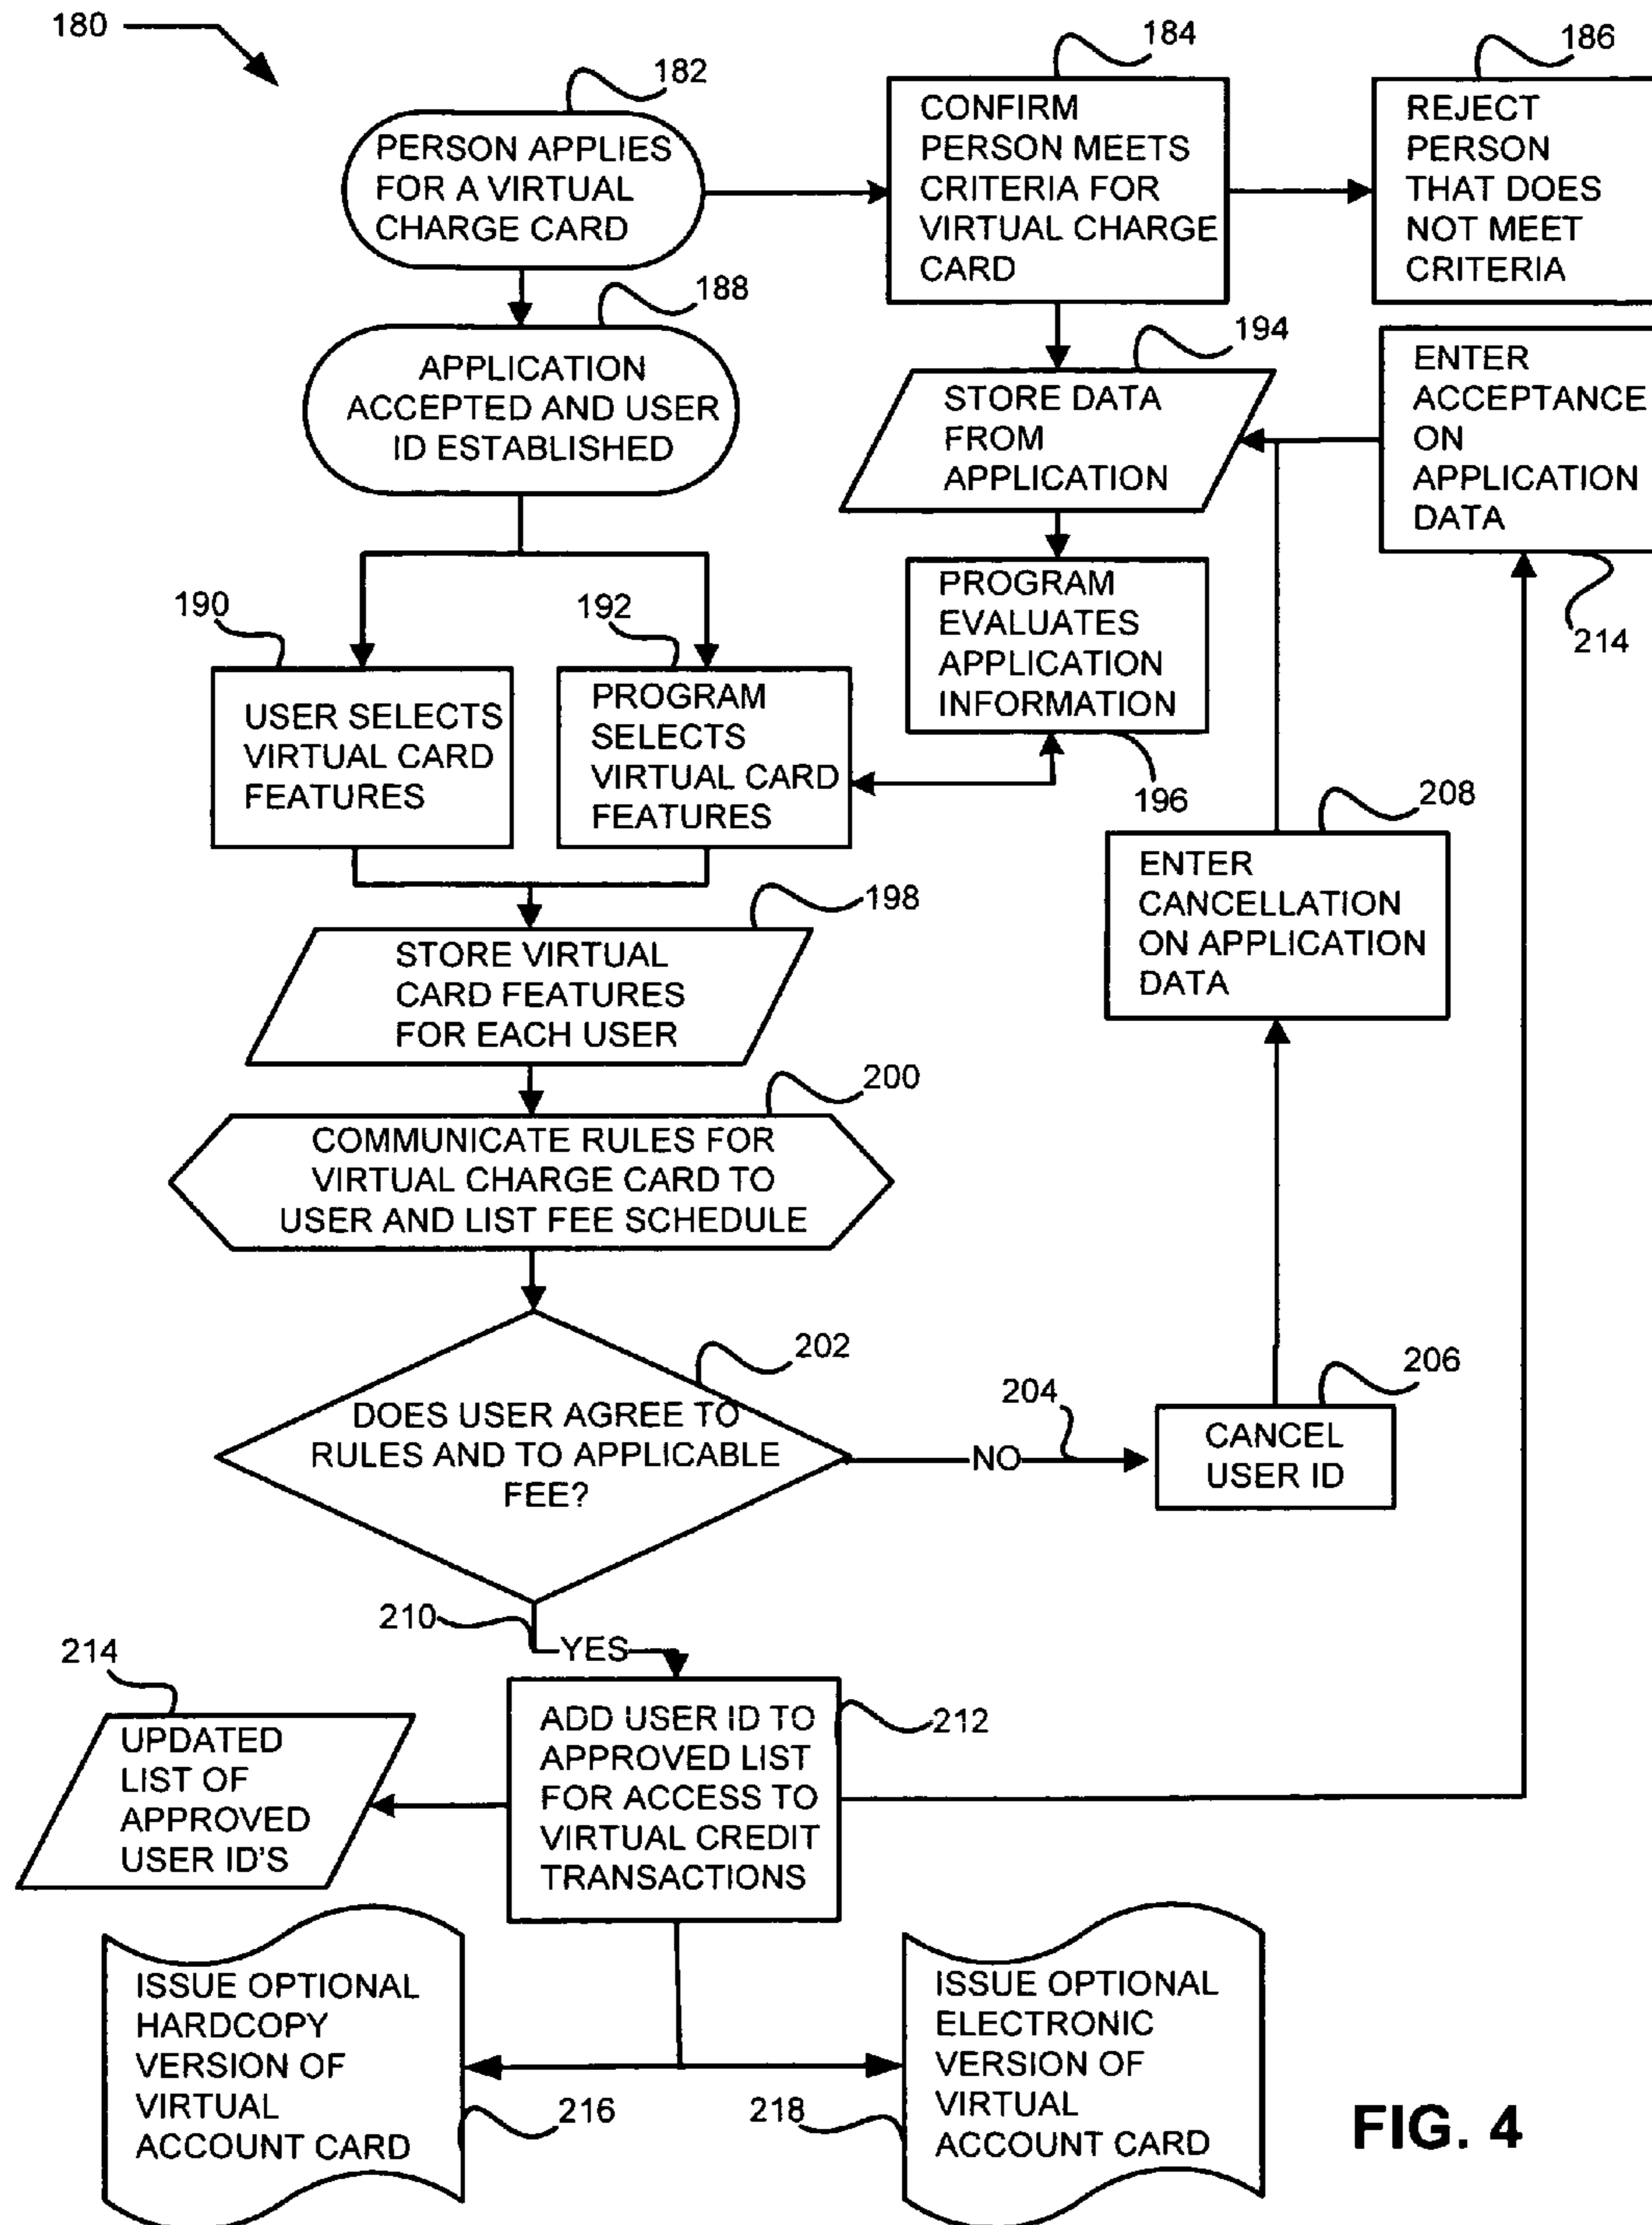 180
182
PERSON APPLIES
FOR A VIRTUAL
CHARGE CARD
184
CONFIRM
PERSON MEETS
CRITERIA FOR
VIRTUAL CHARGE
CARD
186
REJECT
PERSON
THAT DOES
NOT MEET
CRITERIA
188
APPLICATION
ACCEPTED AND USER
ID ESTABLISHED
194
STORE DATA
FROM
APPLICATION
ENTER
ACCEPTANCE
ON
APPLICATION
DATA
214
190
USER SELECTS
VIRTUAL CARD
FEATURES
192
PROGRAM
SELECTS
VIRTUAL CARD
FEATURES
PROGRAM
EVALUATES
APPLICATION
INFORMATION
196
208
ENTER
CANCELLATION
ON APPLICATION
DATA
198
STORE VIRTUAL
CARD FEATURES
FOR EACH USER
200
COMMUNICATE RULES FOR
VIRTUAL CHARGE CARD TO
USER AND LIST FEE SCHEDULE
202
DOES USER AGREE TO
RULES AND TO APPLICABLE
FEE?
204
NO
206
CANCEL
USER ID
210
YES
214
UPDATED
LIST OF
APPROVED
USER ID'S
212
ADD USER ID TO
APPROVED LIST
FOR ACCESS TO
VIRTUAL CREDIT
TRANSACTIONS
ISSUE OPTIONAL
HARDCOPY
VERSION OF
VIRTUAL
ACCOUNT CARD
216
218
ISSUE OPTIONAL
ELECTRONIC
VERSION OF
VIRTUAL
ACCOUNT CARD
FIG. 4